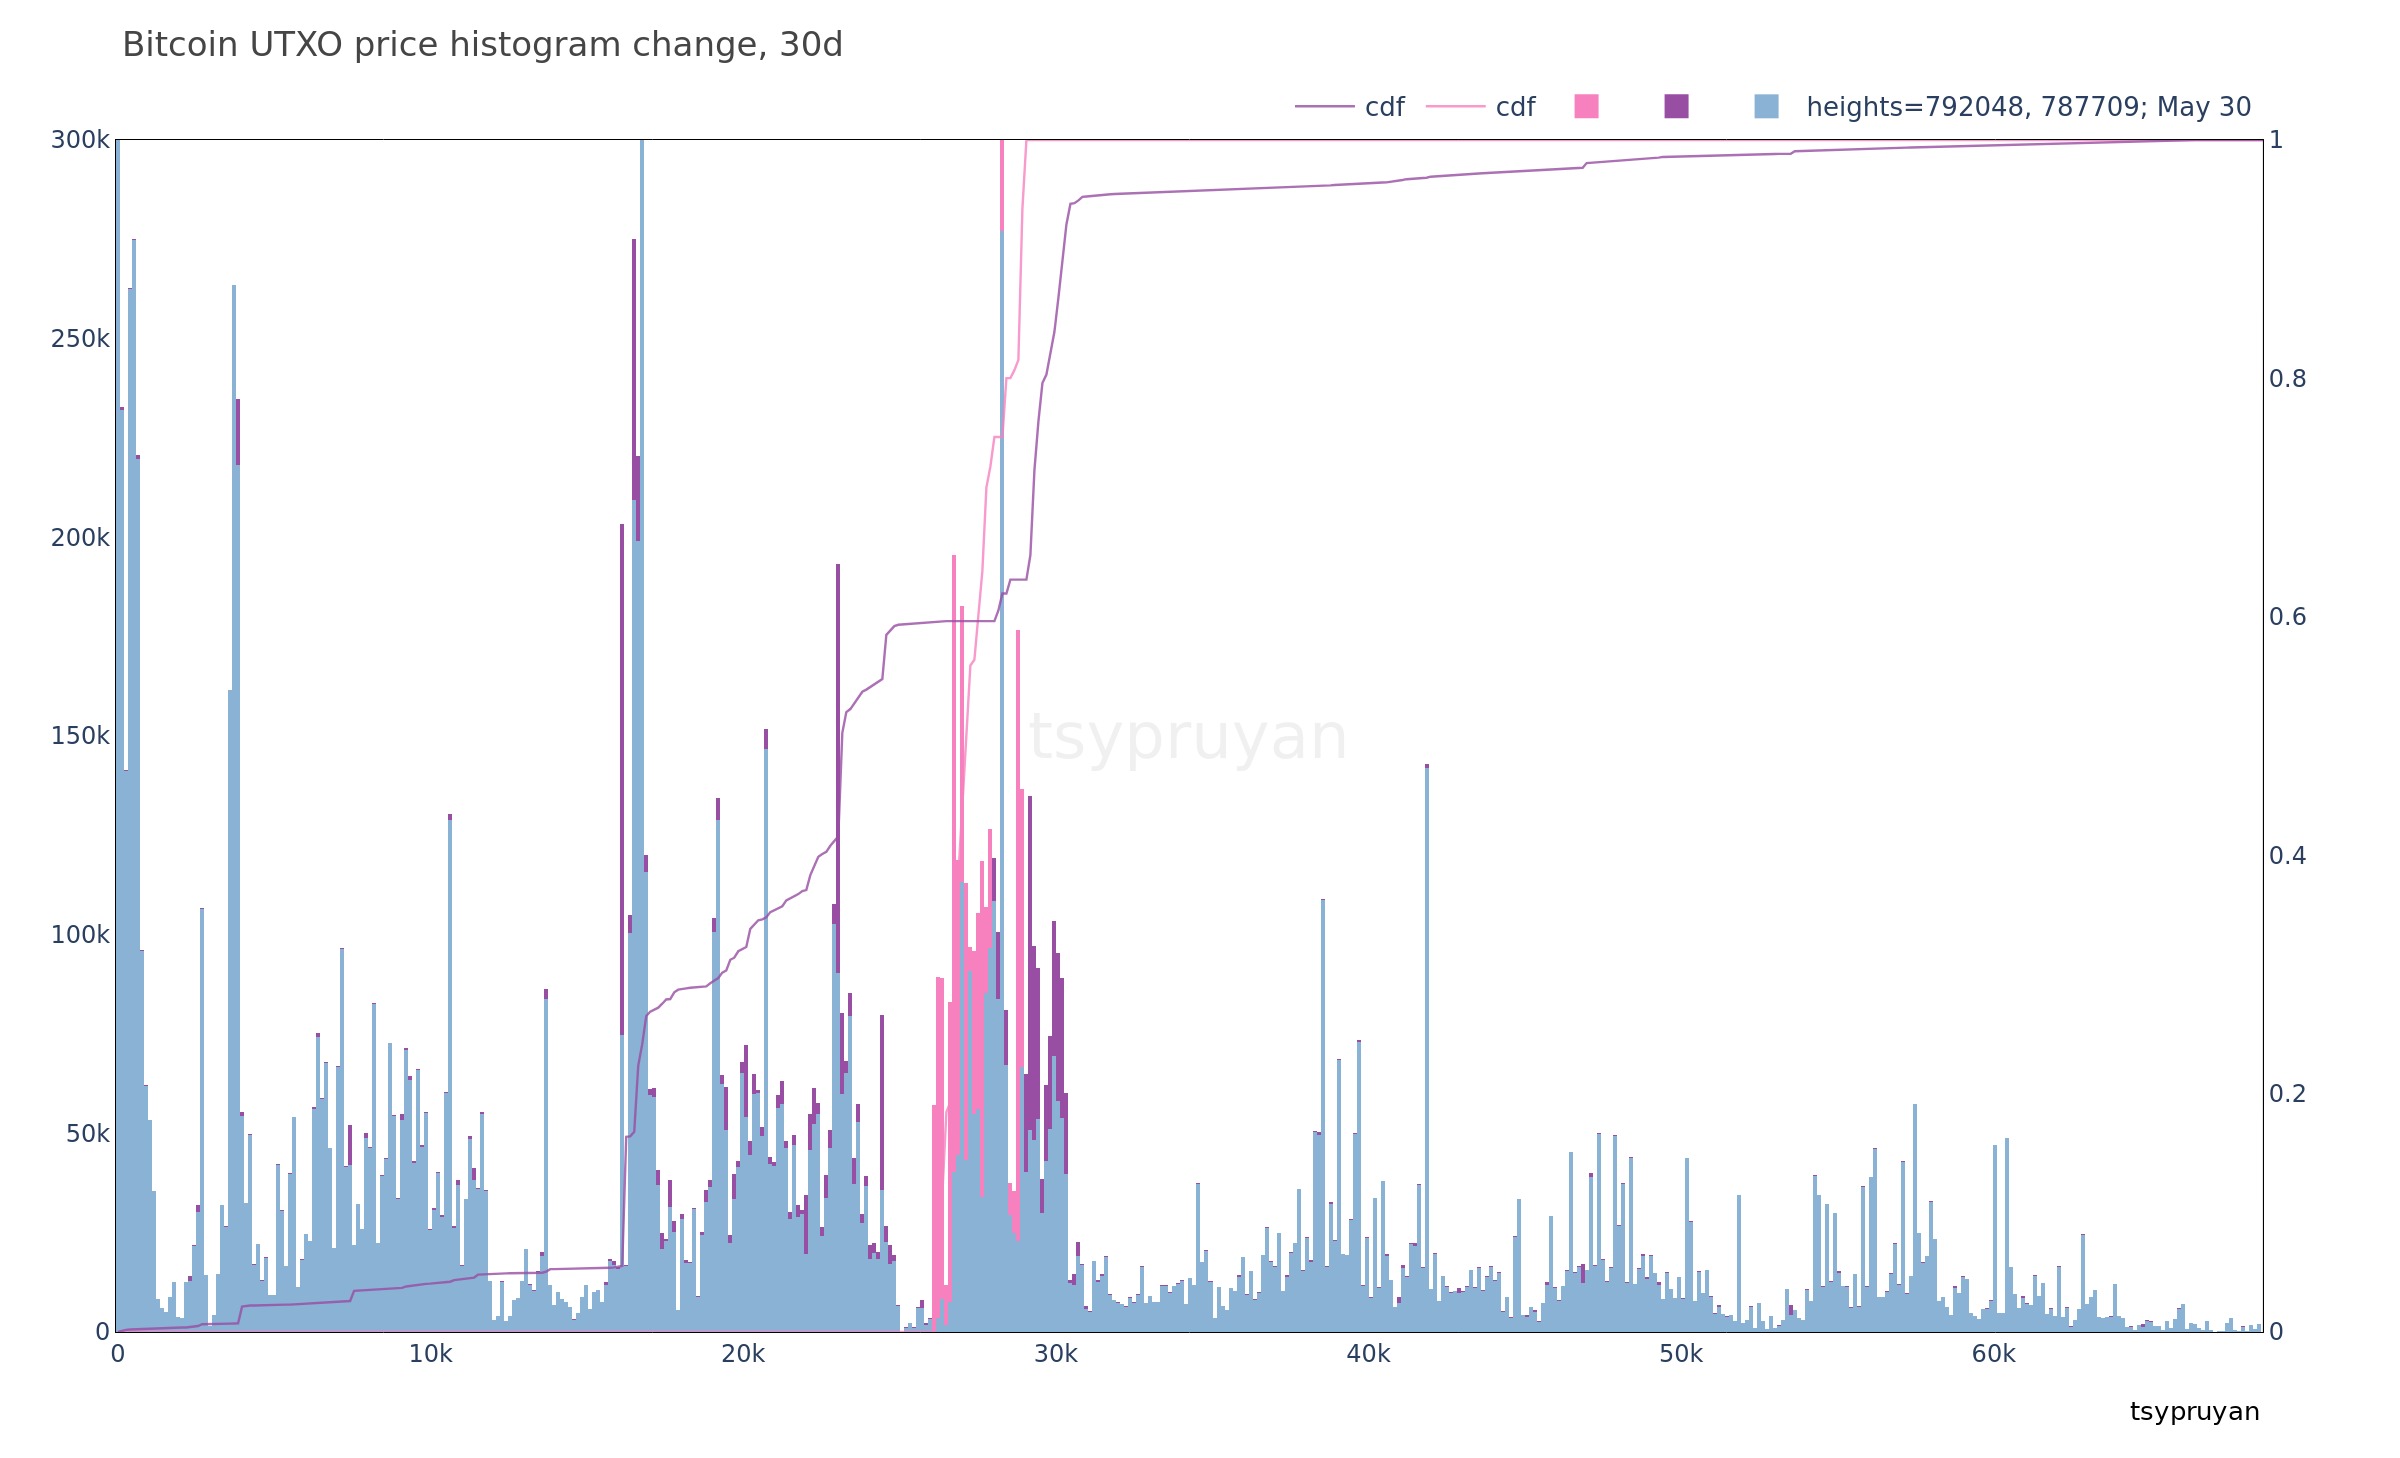 Bitcoin UTXO price histogram change, 30d
cdf cdf heights=792048, 787709; May 30
300k
250k
200k
150k
100k
50k
0
1
0.8
0.6
0.4
0.2
0
tsypruyan
0 10k 20k 30k 40k 50k 60k
tsypruyan